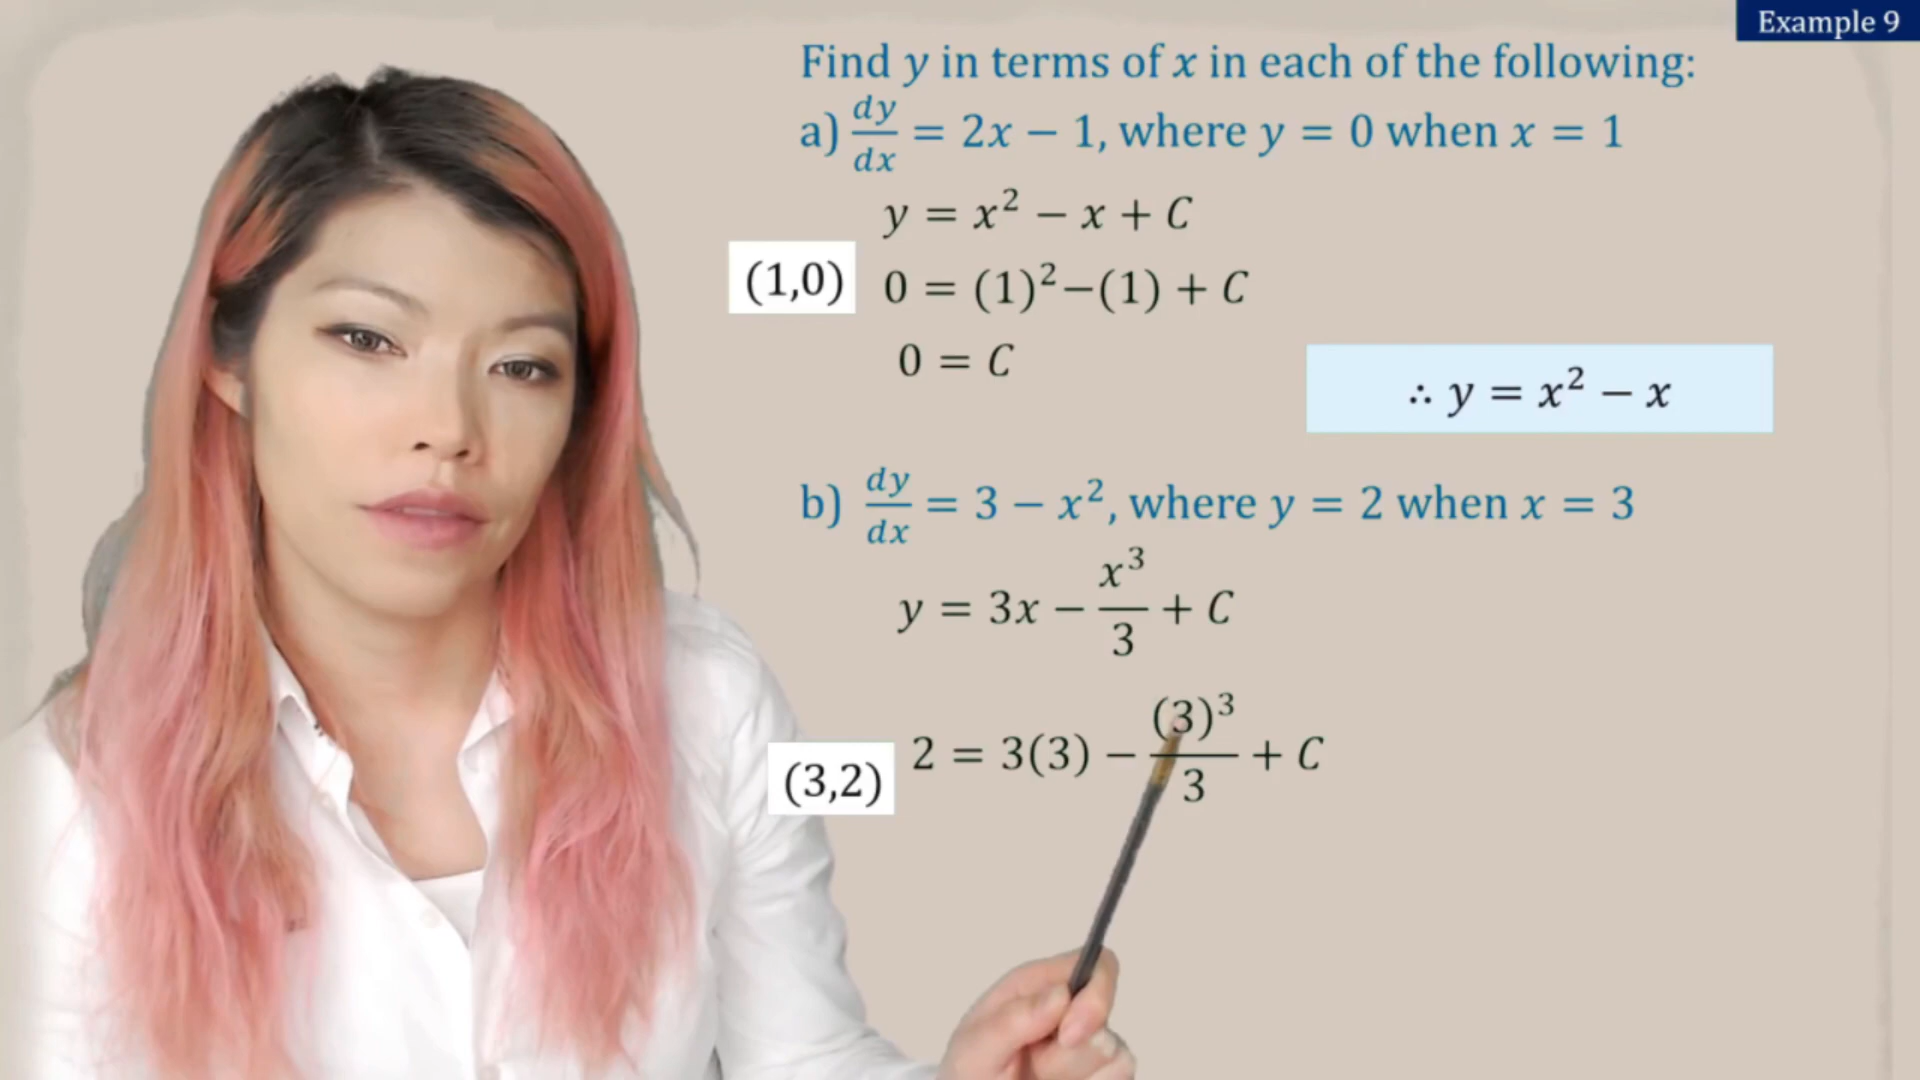 Example 9
Find y in terms of x in each of the following:
a) dy/dx = 2x − 1, where y = 0 when x = 1
y = x² − x + C
(1,0) 0 = (1)²−(1) + C
0 = C
∴ y = x² − x
b) dy/dx = 3 − x², where y = 2 when x = 3
y = 3x − x³/3 + C
(3,2) 2 = 3(3) − (3)³/3 + C